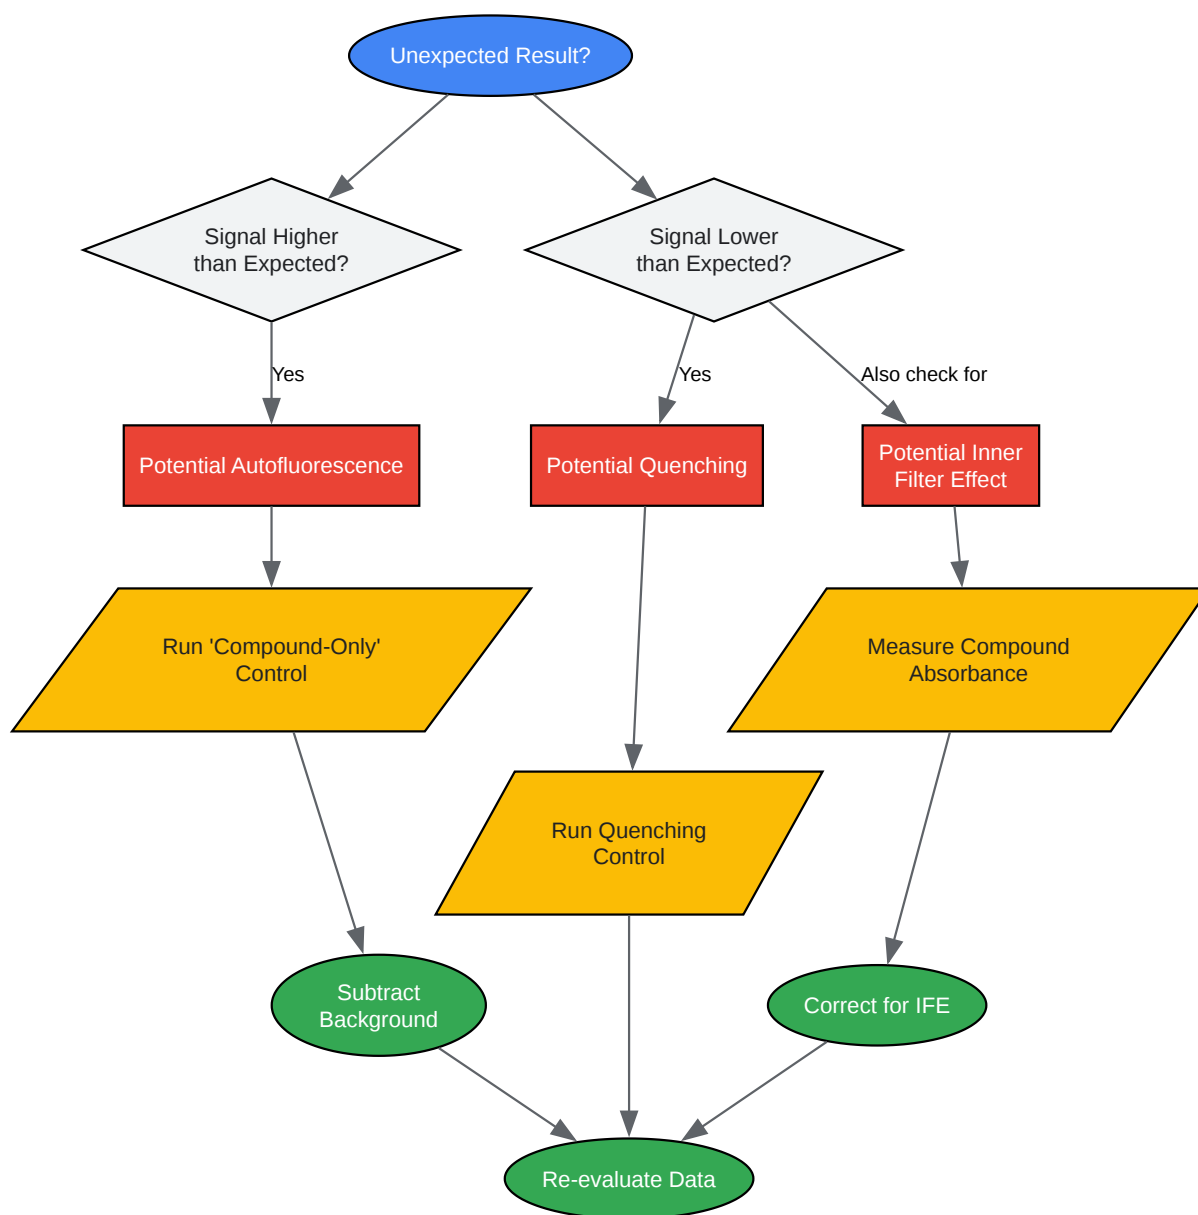 Unexpected Result?
Signal Higher
than Expected?
Signal Lower
than Expected?
Yes
Yes
Also check for
Potential Autofluorescence
Potential Quenching
Potential Inner
Filter Effect
Run 'Compound-Only'
Control
Measure Compound
Absorbance
Run Quenching
Control
Subtract
Background
Correct for IFE
Re-evaluate Data